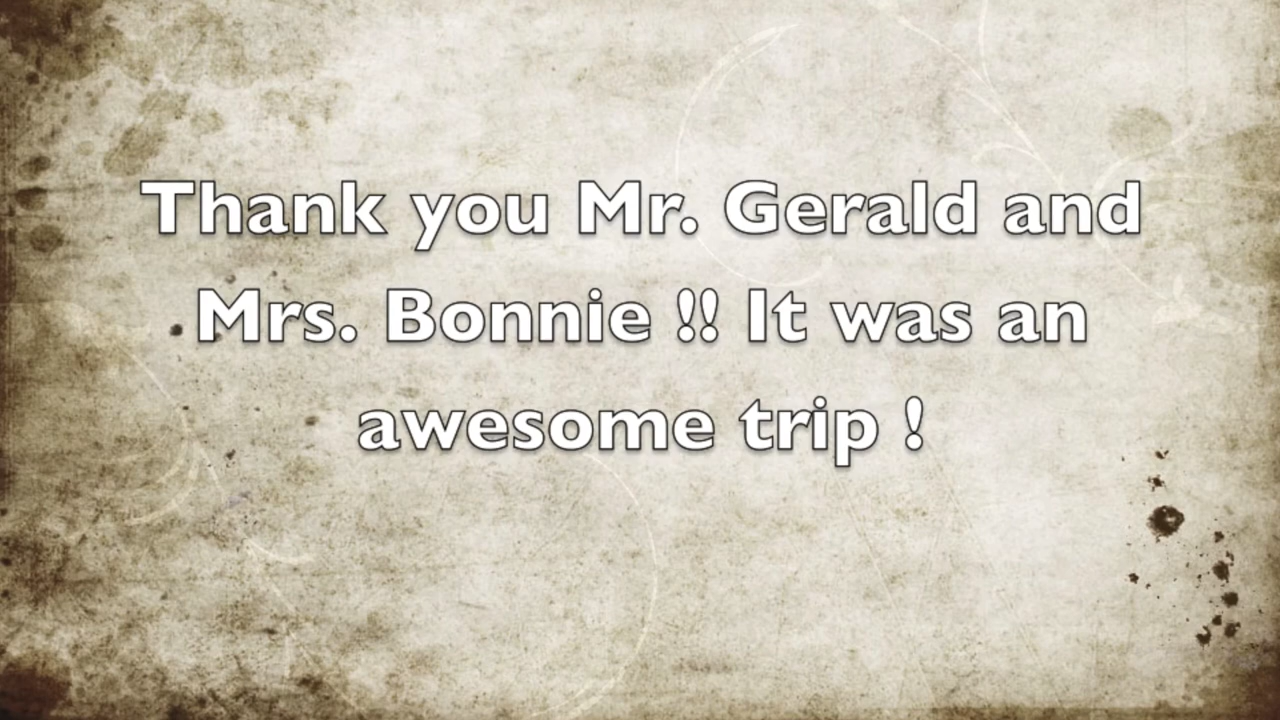 Thank you Mr. Gerald and
Mrs. Bonnie !! It was an
awesome trip !